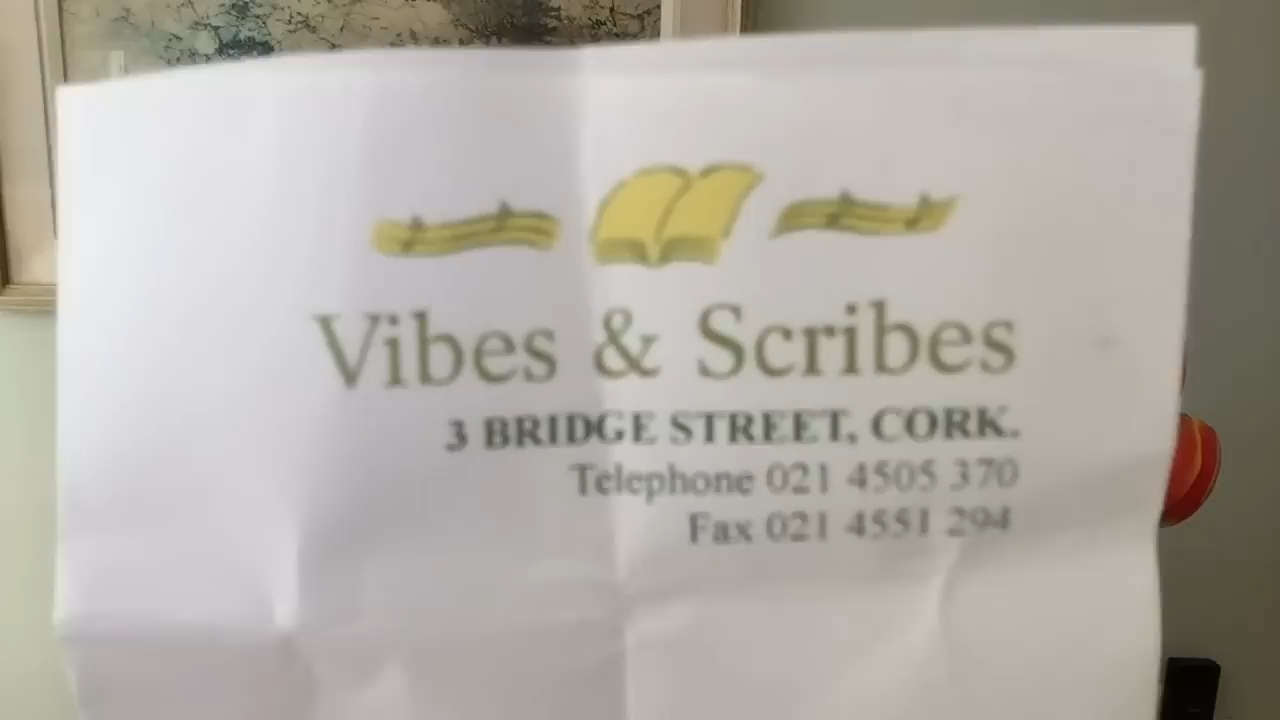 Vibes & Scribes
3 BRIDGE STREET, CORK.
Telephone 021 4505 370
Fax 021 4551 294